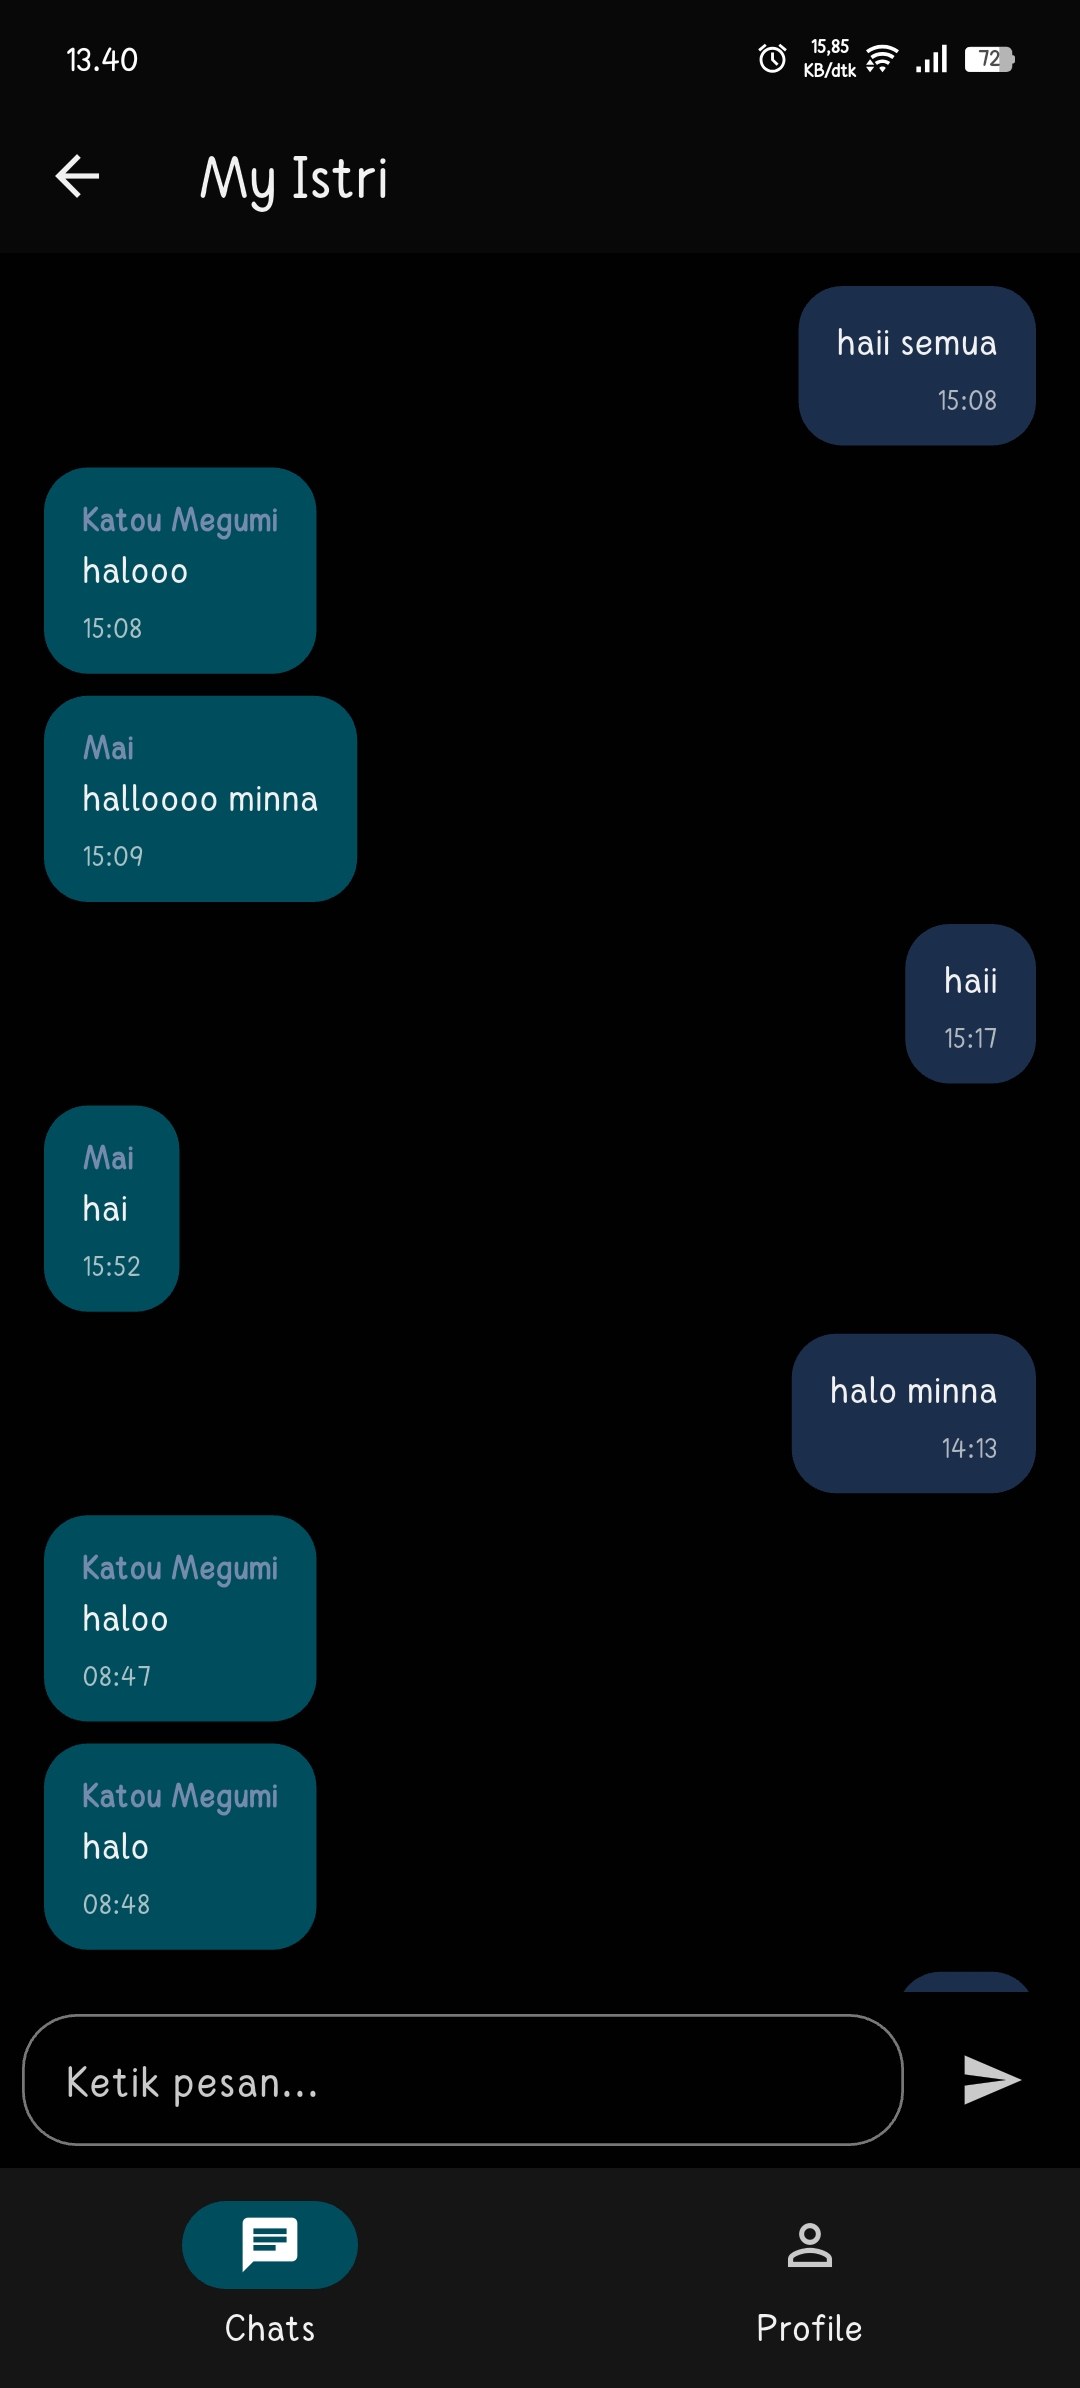 13.40
15,85
KB/dtk
72
My Istri
haii semua
15:08
Katou Megumi
halooo
15:08
Mai
halloooo minna
15:09
haii
15:17
Mai
hai
15:52
halo minna
14:13
Katou Megumi
haloo
08:47
Katou Megumi
halo
08:48
Ketik pesan...
Chats
Profile